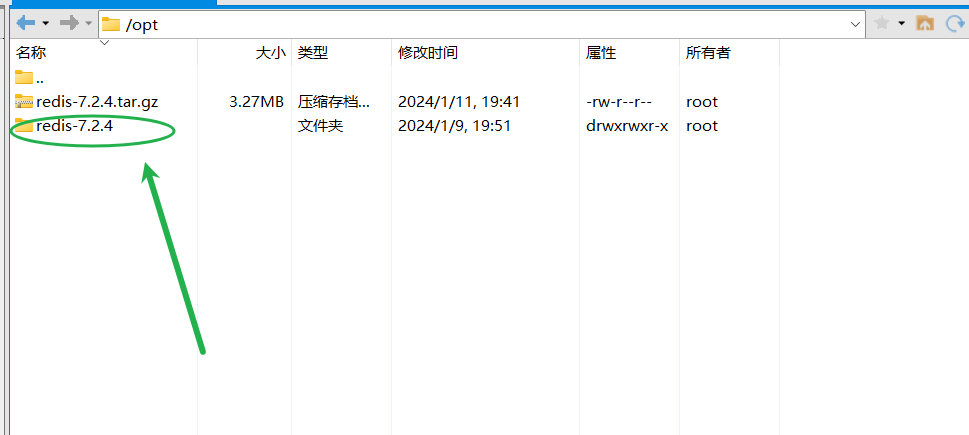 /opt
名称 大小 类型 修改时间 属性 所有者
..
redis-7.2.4.tar.gz 3.27MB 压缩存档... 2024/1/11, 19:41 -rw-r--r-- root
redis-7.2.4 文件夹 2024/1/9, 19:51 drwxrwxr-x root